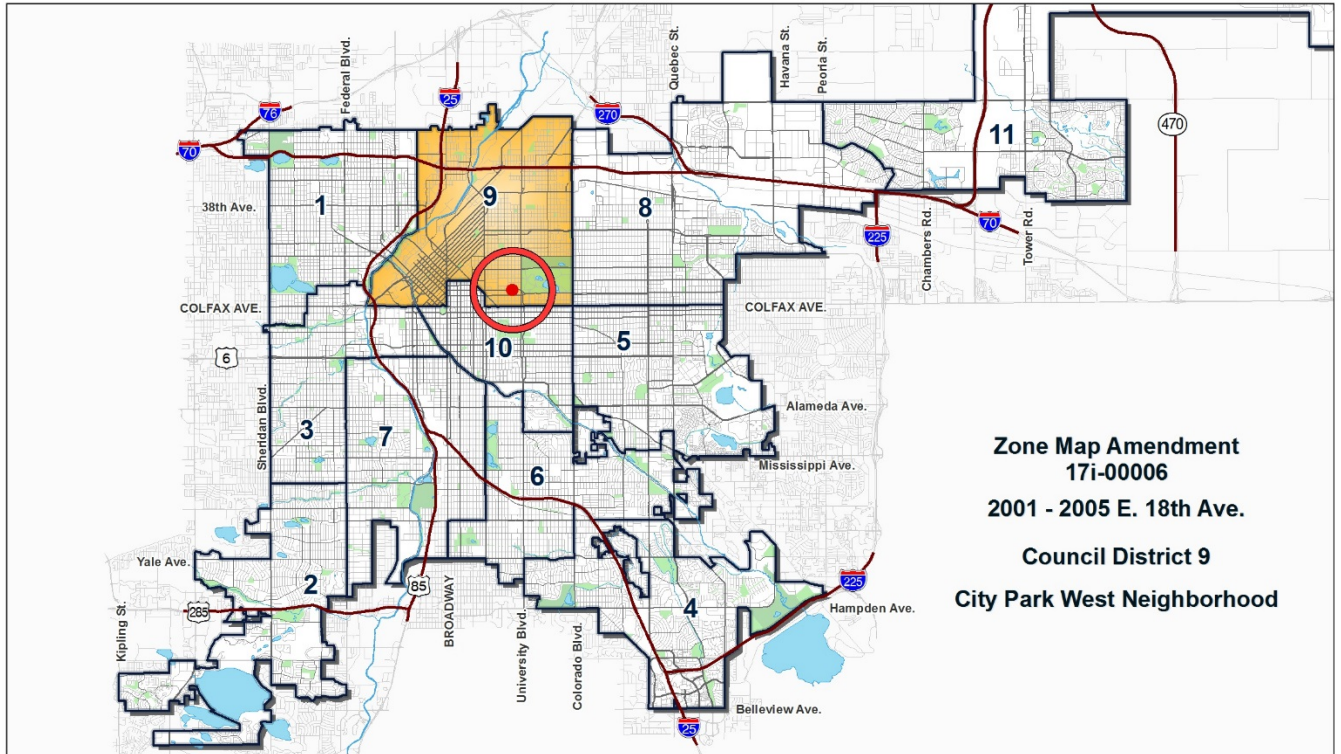 Federal Blvd.
Quebec St.
Havana St.
Peoria St.
76
25
270
470
70
11
1
9
8
38th Ave.
225
Chambers Rd.
70
Tower Rd.
COLFAX AVE.
COLFAX AVE.
6
10
5
Sheridan Blvd.
Alameda Ave.
3
7
Mississippi Ave.
6
Zone Map Amendment
17i-00006
2001 - 2005 E. 18th Ave.
Council District 9
City Park West Neighborhood
Yale Ave.
2
85
225
285
4
Hampden Ave.
Kipling St.
BROADWAY
University Blvd.
Colorado Blvd.
Belleview Ave.
25